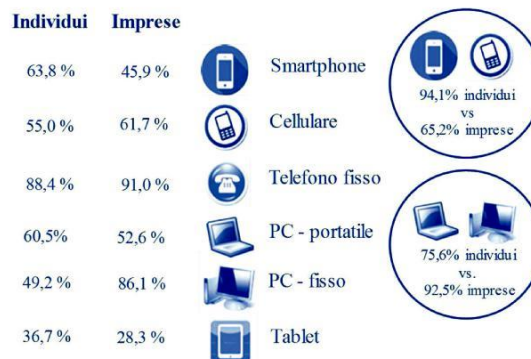 Individui Imprese
63,8 % 45,9 % Smartphone
55,0 % 61,7 % Cellulare
88,4 % 91,0 % Telefono fisso
60,5% 52,6 % PC - portatile
49,2 % 86,1 % PC - fisso
36,7 % 28,3 % Tablet
94,1% individui
vs
65,2% imprese
75,6% individui
vs.
92,5% imprese